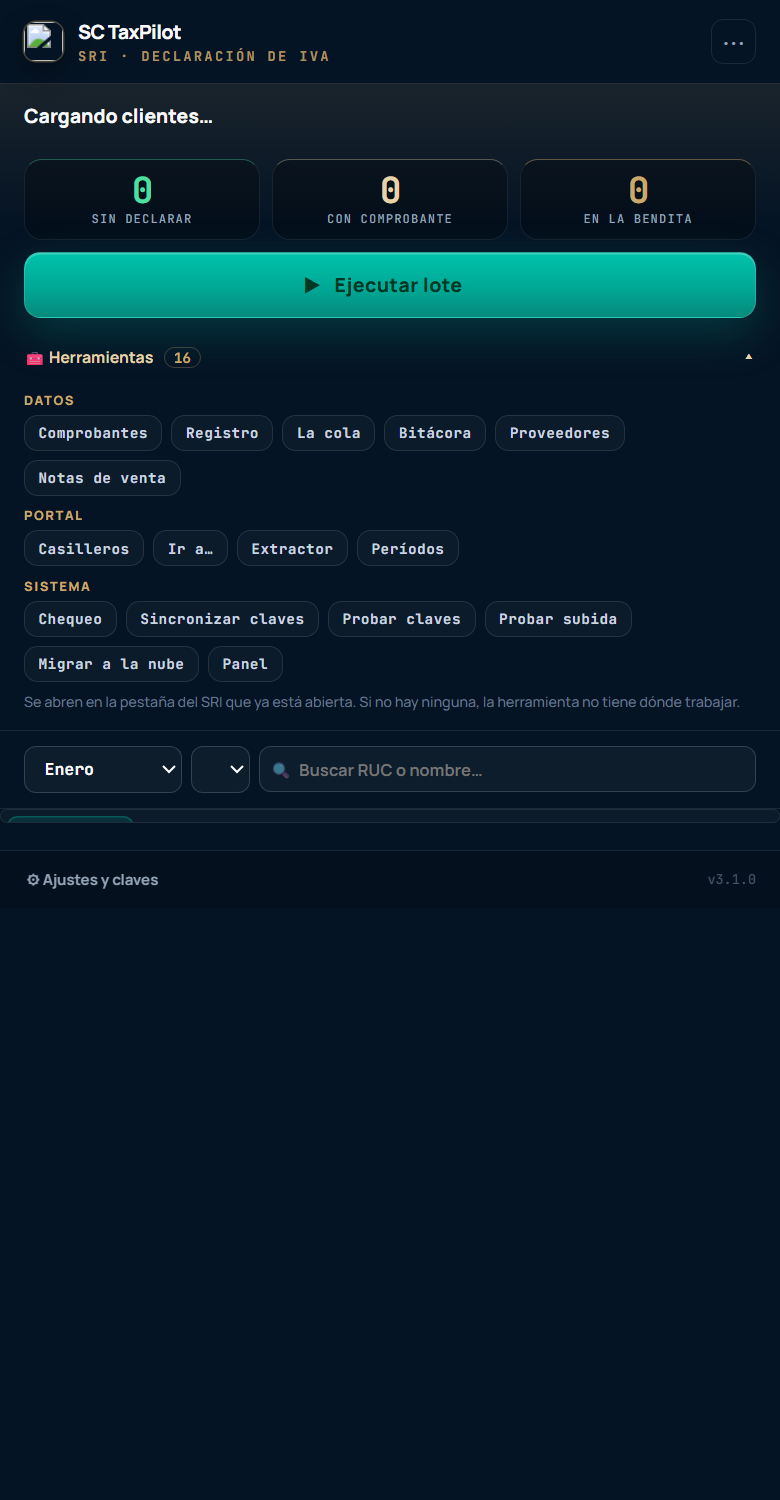 SC TaxPilot
SRI · DECLARACIÓN DE IVA
...
Cargando clientes…
0
SIN DECLARAR
0
CON COMPROBANTE
0
EN LA BENDITA
▶ Ejecutar lote
🧰 Herramientas 16
DATOS
Comprobantes Registro La cola Bitácora Proveedores
Notas de venta
PORTAL
Casilleros Ir a… Extractor Períodos
SISTEMA
Chequeo Sincronizar claves Probar claves Probar subida
Migrar a la nube Panel
Se abren en la pestaña del SRI que ya está abierta. Si no hay ninguna, la herramienta no tiene dónde trabajar.
Enero
Buscar RUC o nombre…
⚙ Ajustes y claves
v3.1.0